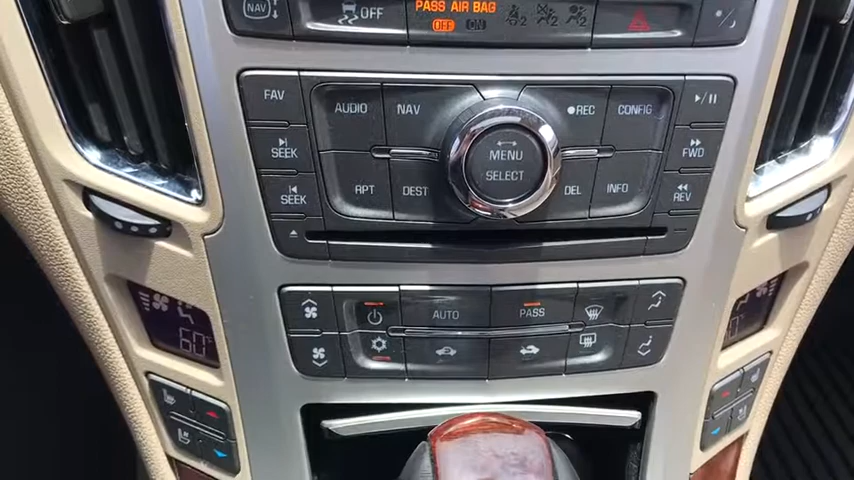 PASS AIR BAG
NAV OFF OFF ON 2
FAV AUDIO NAV REC CONFIG
SEEK MENU FWD
SELECT
SEEK RPT DEST DEL INFO REV
AUTO PASS
60